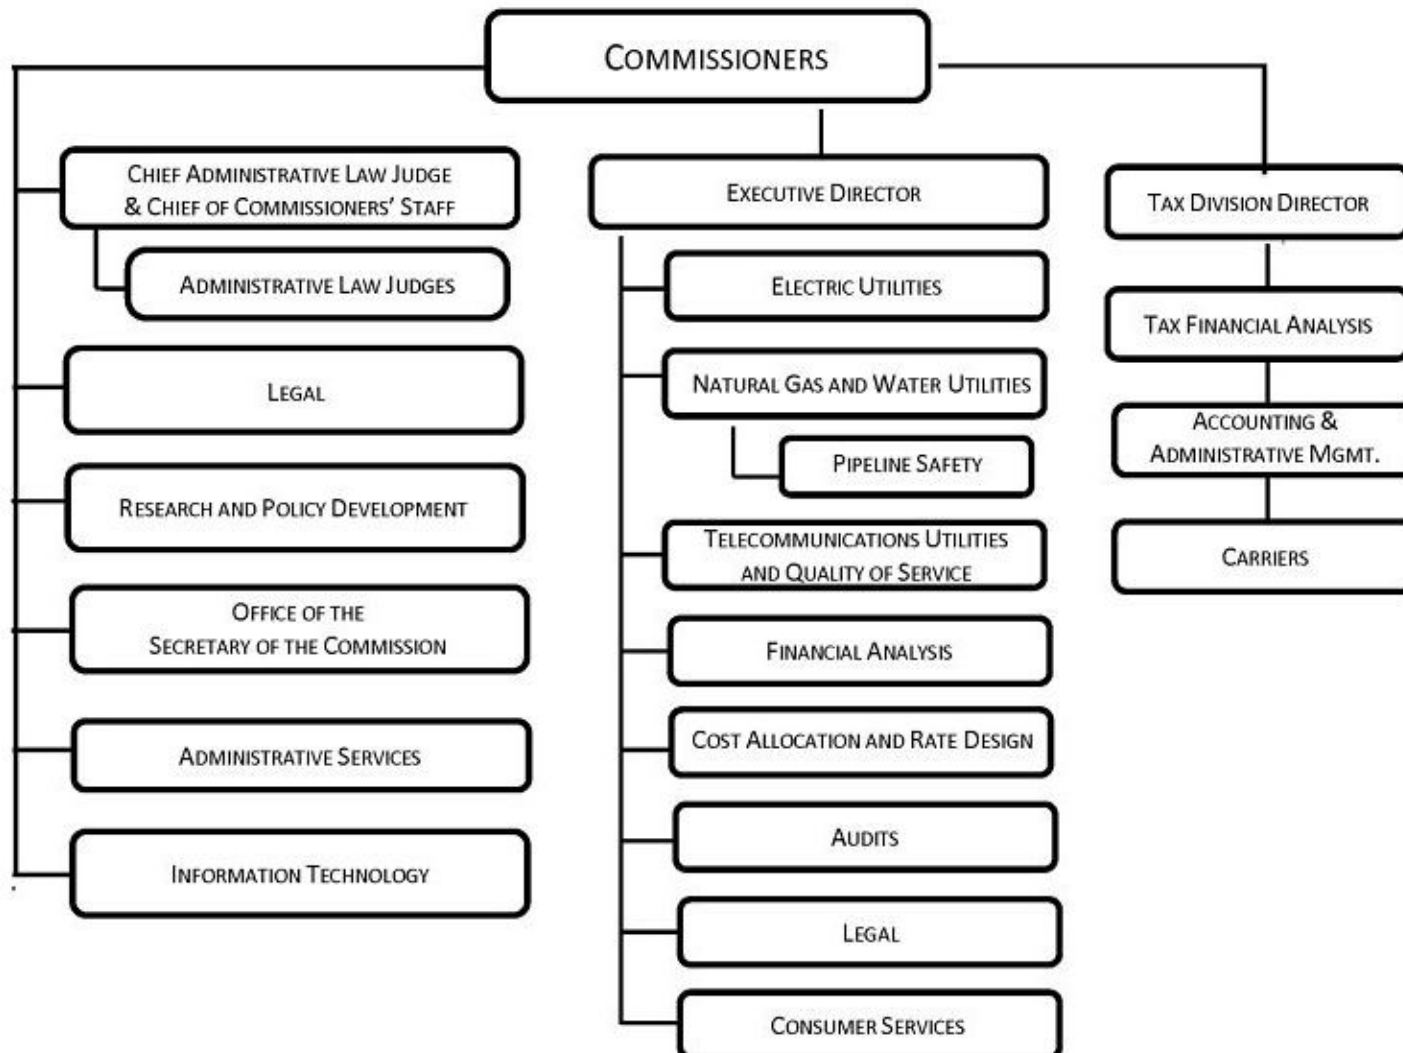 COMMISSIONERS
CHIEF ADMINISTRATIVE LAW JUDGE
& CHIEF OF COMMISSIONERS' STAFF
ADMINISTRATIVE LAW JUDGES
LEGAL
RESEARCH AND POLICY DEVELOPMENT
OFFICE OF THE
SECRETARY OF THE COMMISSION
ADMINISTRATIVE SERVICES
INFORMATION TECHNOLOGY
EXECUTIVE DIRECTOR
ELECTRIC UTILITIES
NATURAL GAS AND WATER UTILITIES
PIPELINE SAFETY
TELECOMMUNICATIONS UTILITIES
AND QUALITY OF SERVICE
FINANCIAL ANALYSIS
COST ALLOCATION AND RATE DESIGN
AUDITS
LEGAL
CONSUMER SERVICES
TAX DIVISION DIRECTOR
TAX FINANCIAL ANALYSIS
ACCOUNTING &
ADMINISTRATIVE MGMT.
CARRIERS